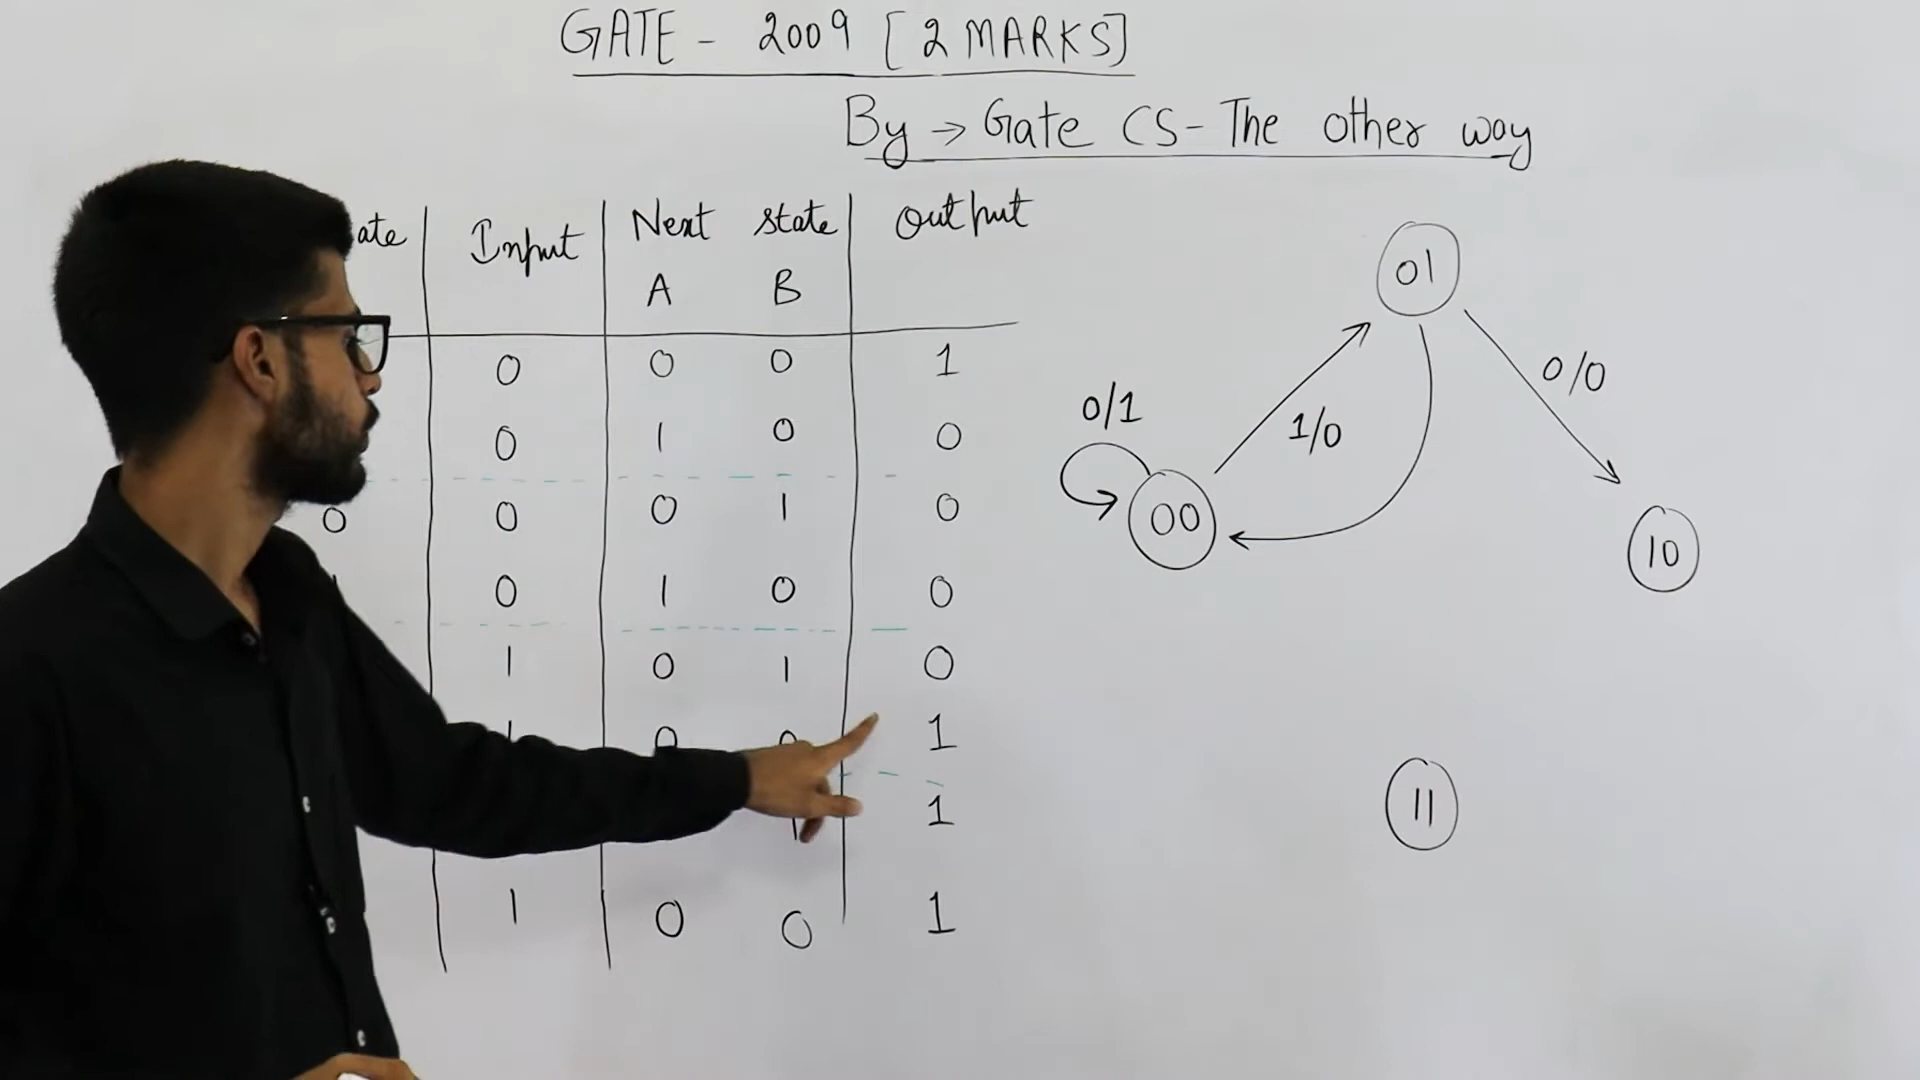 GATE - 2009 [2 MARKS]
By → Gate CS - The other way
ate Input Next state output
A B
0 0 0 1
0 1 0 0
0 0 0 1 0
0 1 0 0
1 0 1 0
1 0 0 1
1 1
1 0 0 1
01
0/0
0/1
1/0
00
10
11